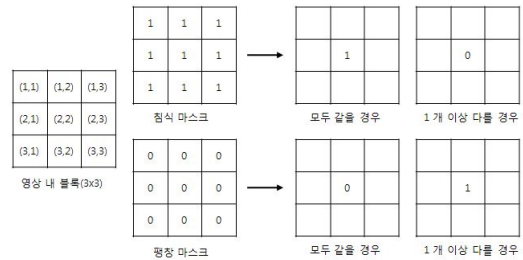 1 1 1
1 1 1
1 1 1
침식 마스크
1
모두 같을 경우
0
1 개 이상 다를 경우
(1,1) (1,2) (1,3)
(2,1) (2,2) (2,3)
(3,1) (3,2) (3,3)
영상 내 블록(3x3)
0 0 0
0 0 0
0 0 0
팽창 마스크
0
모두 같을 경우
1
1 개 이상 다를 경우